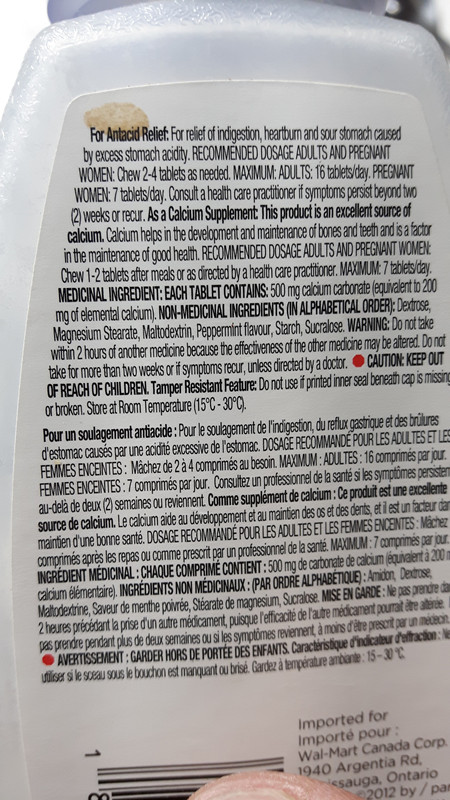 For Antacid Relief: For relief of indigestion, heartburn and sour stomach caused
by excess stomach acidity. RECOMMENDED DOSAGE ADULTS AND PREGNANT
WOMEN: Chew 2-4 tablets as needed. MAXIMUM: ADULTS: 16 tablets/day. PREGNANT
WOMEN: 7 tablets/day. Consult a health care practitioner if symptoms persist beyond two
(2) weeks or recur. As a Calcium Supplement: This product is an excellent source of
calcium. Calcium helps in the development and maintenance of bones and teeth and is a factor
in the maintenance of good health. RECOMMENDED DOSAGE ADULTS AND PREGNANT WOMEN:
Chew 1-2 tablets after meals or as directed by a health care practitioner. MAXIMUM: 7 tablets/day.
MEDICINAL INGREDIENT: EACH TABLET CONTAINS: 500 mg calcium carbonate (equivalent to 200
mg of elemental calcium). NON-MEDICINAL INGREDIENTS (IN ALPHABETICAL ORDER): Dextrose,
Magnesium Stearate, Maltodextrin, Peppermint flavour, Starch, Sucralose. WARNING: Do not take
within 2 hours of another medicine because the effectiveness of the other medicine may be altered. Do not
take for more than two weeks or if symptoms recur, unless directed by a doctor. CAUTION: KEEP OUT
OF REACH OF CHILDREN. Tamper Resistant Feature: Do not use if printed inner seal beneath cap is missing
or broken. Store at Room Temperature (15°C - 30°C).
Pour un soulagement antiacide : Pour le soulagement de l'indigestion, du reflux gastrique et des brûlures
d'estomac causés par une acidité excessive de l'estomac. DOSAGE RECOMMANDÉ POUR LES ADULTES ET LES
FEMMES ENCEINTES : Mâchez de 2 à 4 comprimés au besoin. MAXIMUM : ADULTES : 16 comprimés par jour.
FEMMES ENCEINTES : 7 comprimés par jour. Consultez un professionnel de la santé si les symptômes persisten
au-delà de deux (2) semaines ou reviennent. Comme supplément de calcium : Ce produit est une excellente
source de calcium. Le calcium aide au développement et au maintien des os et des dents, et il est un facteur dan
maintien d'une bonne santé. DOSAGE RECOMMANDÉ POUR LES ADULTES ET LES FEMMES ENCEINTES : Mâchez
comprimés après les repas ou comme prescrit par un professionnel de la santé. MAXIMUM : 7 comprimés par jour.
INGRÉDIENT MÉDICINAL : CHAQUE COMPRIMÉ CONTIENT : 500 mg de carbonate de calcium (équivalent à 200 m
calcium élémentaire). INGRÉDIENTS NON MÉDICINAUX : (PAR ORDRE ALPHABÉTIQUE) : Amidon, Dextrose,
Maltodextrine, Saveur de menthe poivrée, Stéarate de magnésium, Sucralose. MISE EN GARDE : Ne pas prendre da
2 heures précédant la prise d'un autre médicament, puisque l'efficacité de l'autre médicament pourrait être altérée.
pas prendre pendant plus de deux semaines ou si les symptômes reviennent, à moins d'être prescrit par un médecin.
AVERTISSEMENT : GARDER HORS DE PORTÉE DES ENFANTS. Caractéristique d'indicateur d'effraction : Ne
utiliser si le sceau sous le bouchon est manquant ou brisé. Gardez à température ambiante : 15 – 30 °C.
Imported for
Importé pour :
Wal-Mart Canada Corp.
1940 Argentia Rd,
issauga, Ontario
2012 by / par
1
8